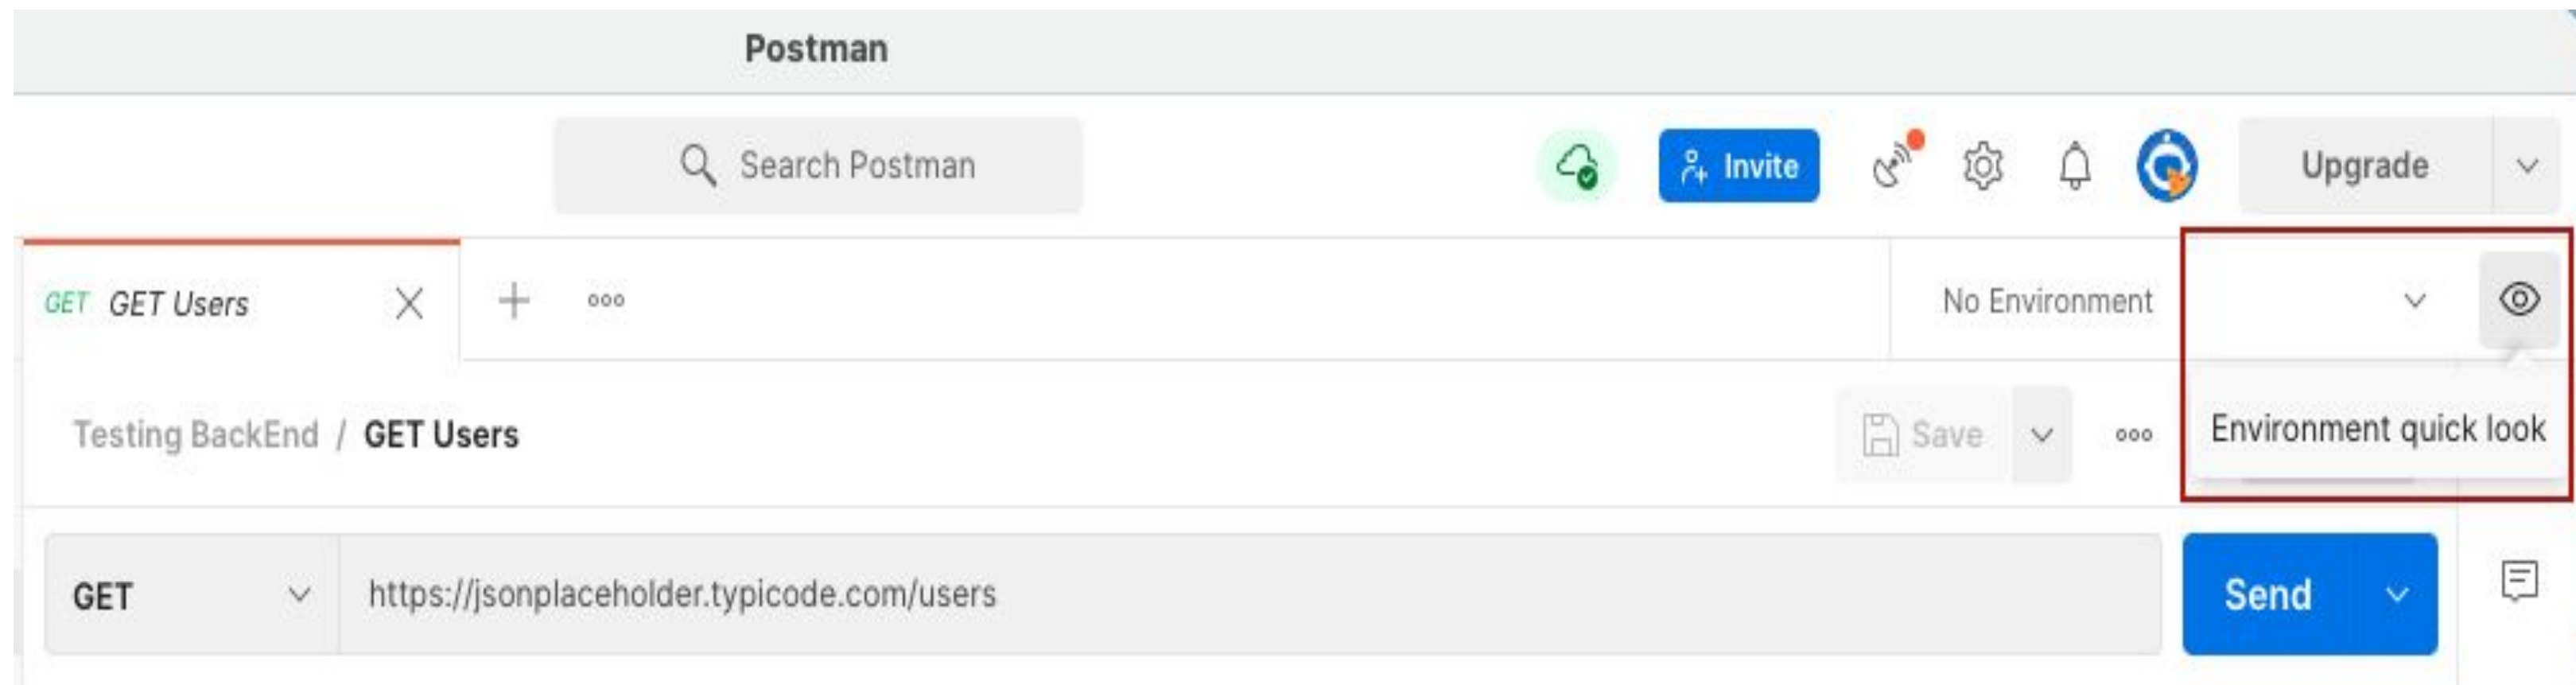 Postman
Search Postman
Invite
Upgrade
GET GET Users
No Environment
Testing BackEnd / GET Users
Save
Environment quick look
GET
https://jsonplaceholder.typicode.com/users
Send